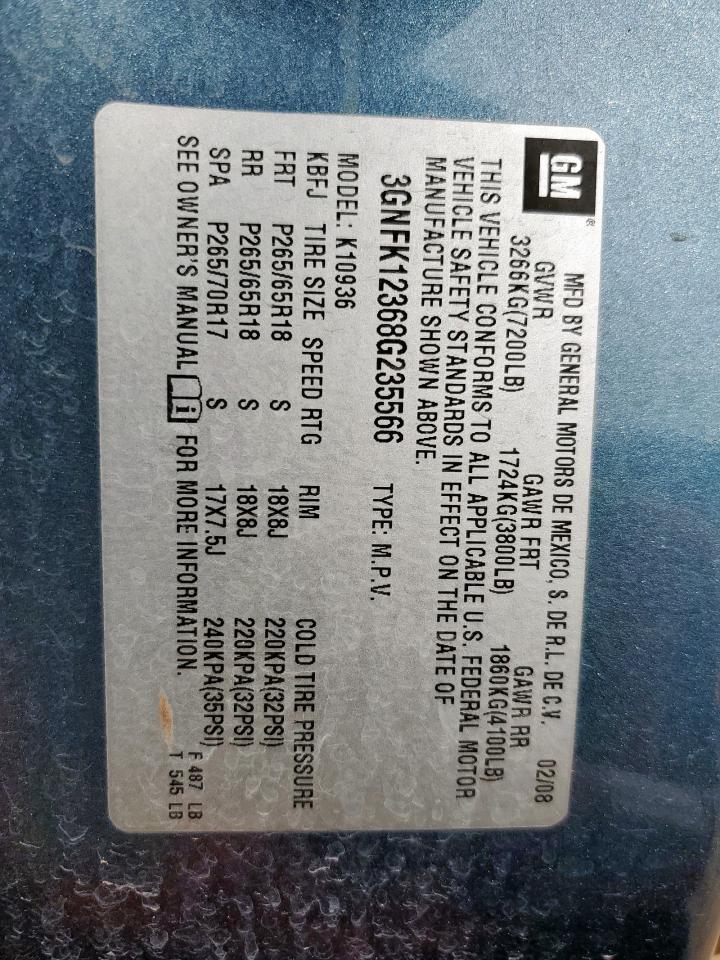 GM®
MFD BY GENERAL MOTORS DE MEXICO, S. DE R.L. DE C.V. 02/08
GVWR GAWR FRT GAWR RR
3266KG(7200LB) 1724KG(3800LB) 1860KG(4100LB)
THIS VEHICLE CONFORMS TO ALL APPLICABLE U.S. FEDERAL MOTOR
VEHICLE SAFETY STANDARDS IN EFFECT ON THE DATE OF
MANUFACTURE SHOWN ABOVE.
3GNFK12368G235566 TYPE: M.P.V.
MODEL: K10936
KBFJ TIRE SIZE SPEED RTG RIM COLD TIRE PRESSURE
FRT P265/65R18 S 18X8J 220KPA(32PSI)
RR P265/65R18 S 18X8J 220KPA(32PSI)
SPA P265/70R17 S 17X7.5J 240KPA(35PSI)
SEE OWNER'S MANUAL i FOR MORE INFORMATION.
F 487 LB
T 545 LB